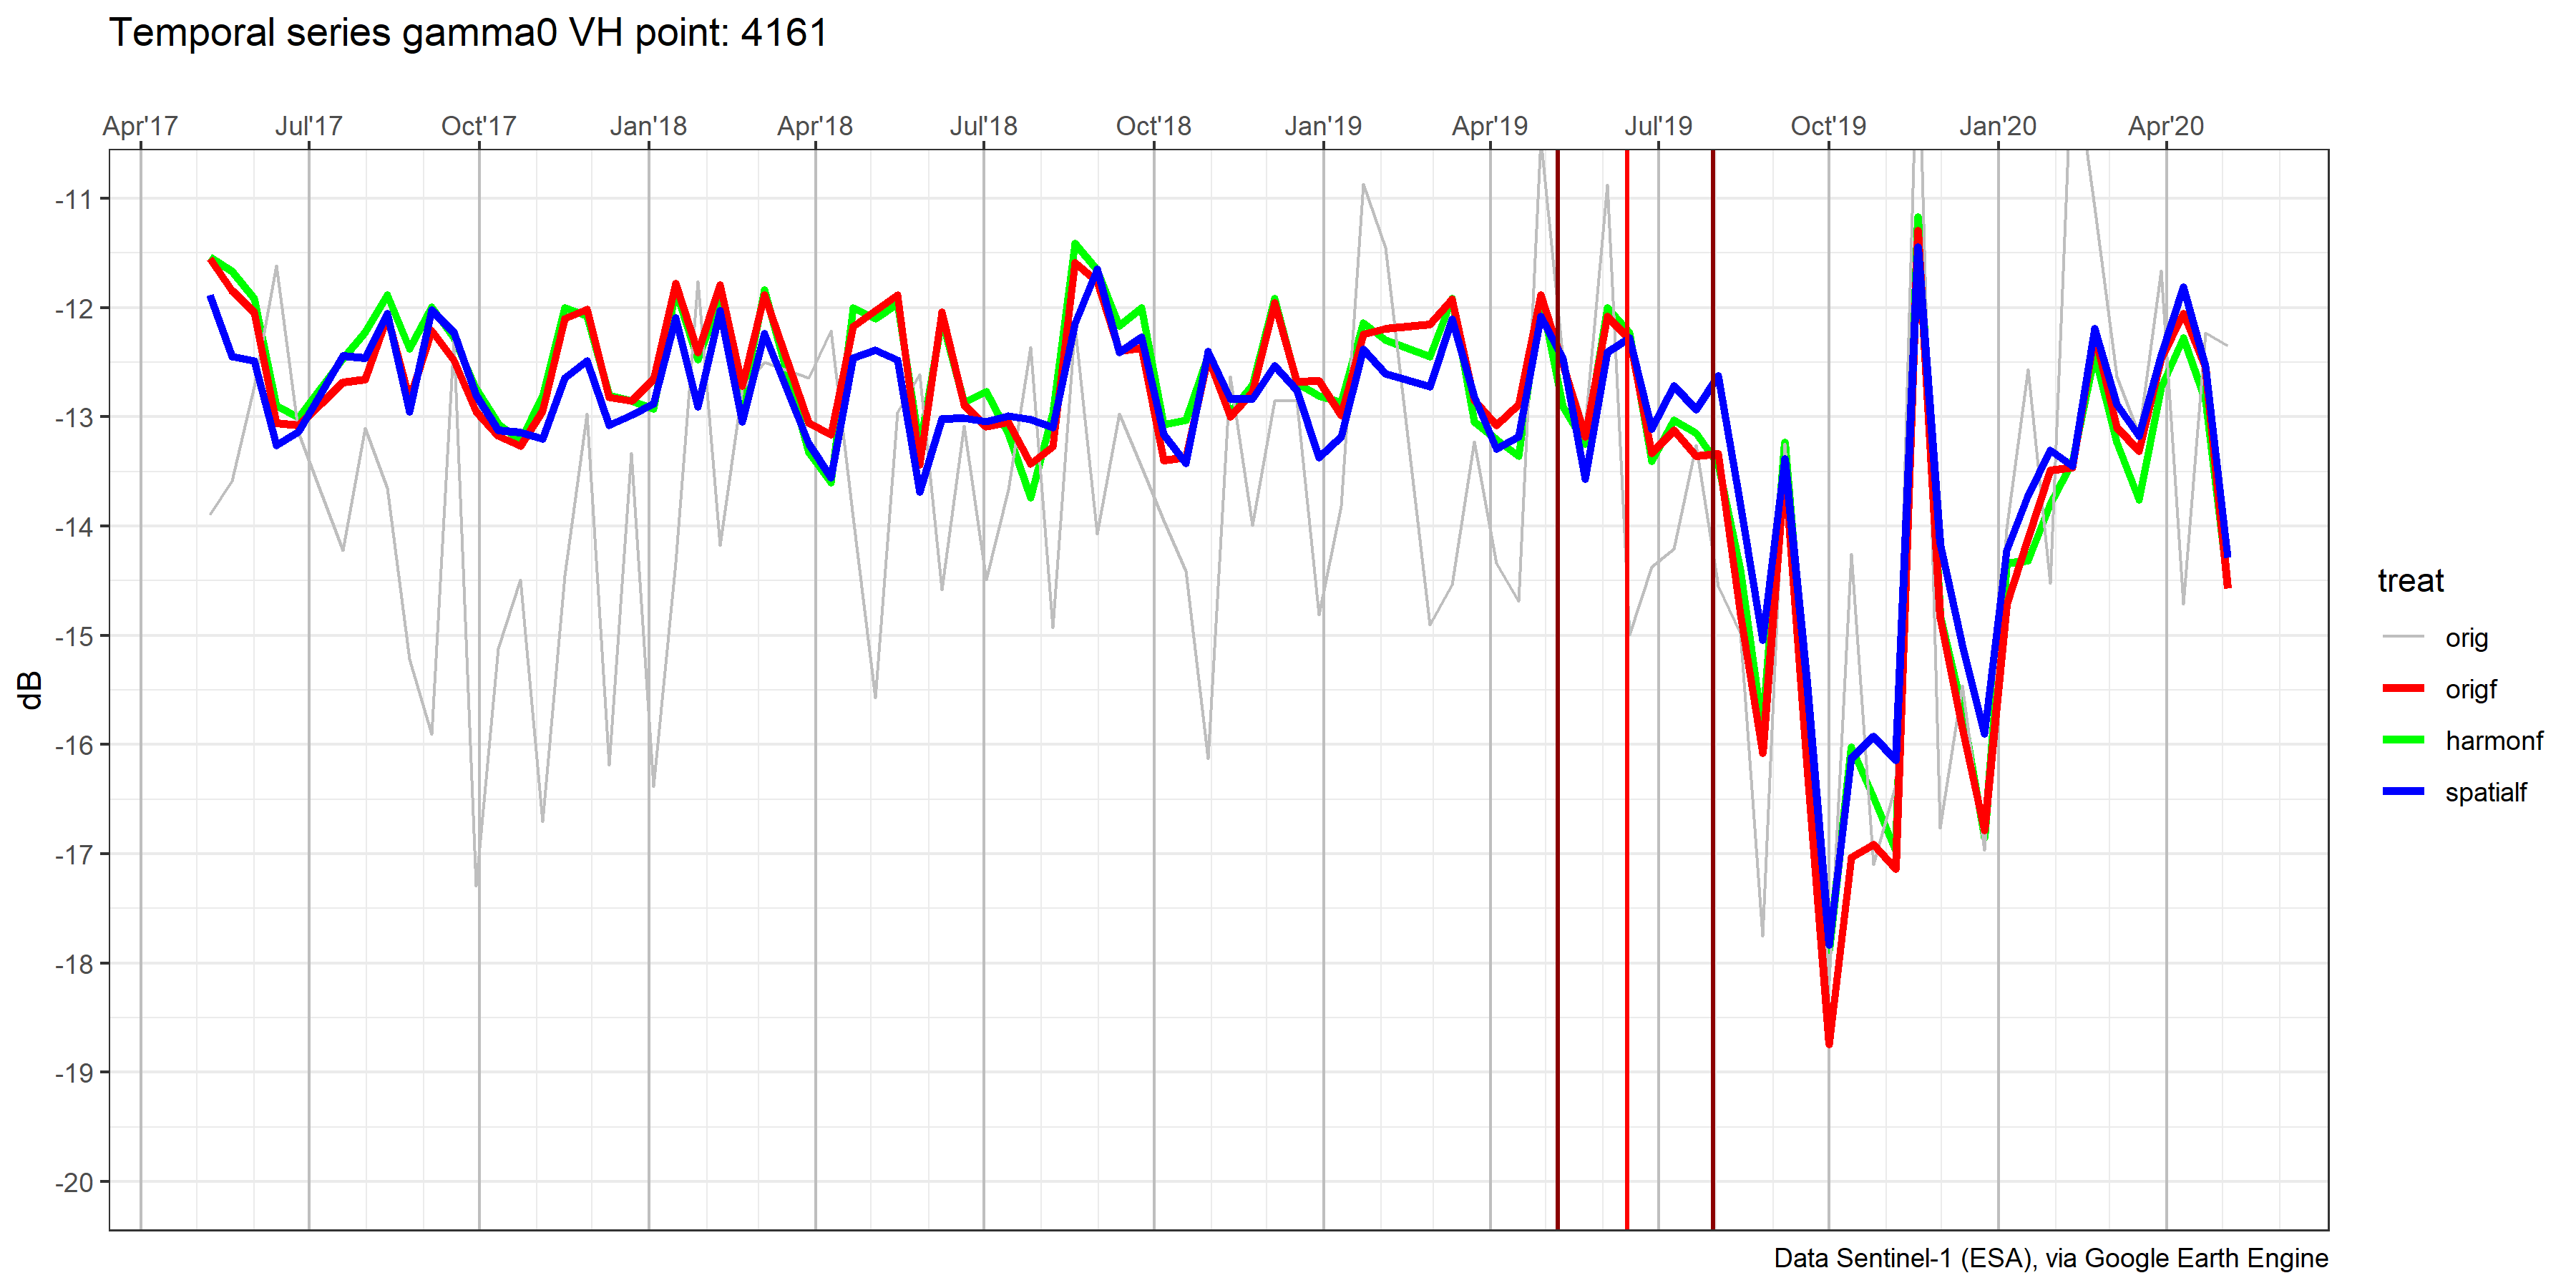 Temporal series gamma0 VH point: 4161
Apr'17 Jul'17 Oct'17 Jan'18 Apr'18 Jul'18 Oct'18 Jan'19 Apr'19 Jul'19 Oct'19 Jan'20 Apr'20
-11
-12
-13
-14
-15
-16
-17
-18
-19
-20
dB
treat
orig
origf
harmonf
spatialf
Data Sentinel-1 (ESA), via Google Earth Engine